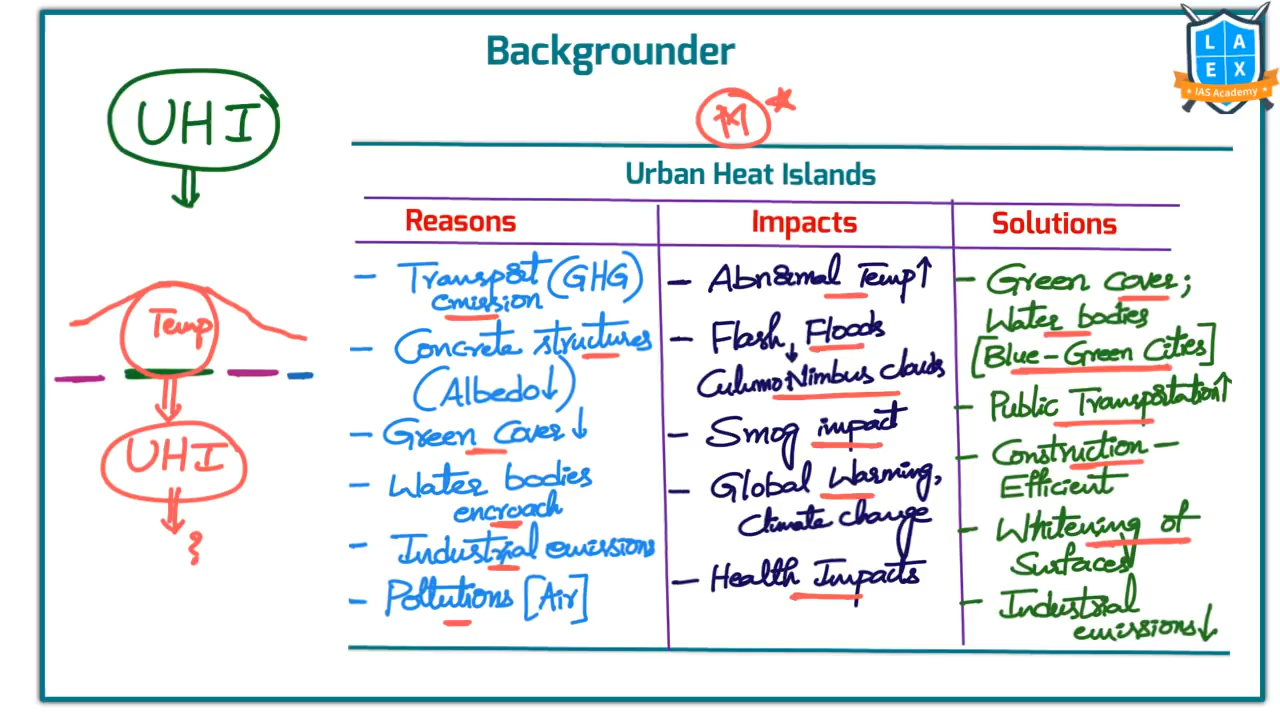 Backgrounder
L A
E X
IAS Academy
UHI
M
Temp
UHI
Urban Heat Islands
Reasons
- Transport (GHG)
emission
- Concrete structures
(Albedo↓)
- Green Cover ↓
- Water bodies
encroach
- Industrial emissions
- Pollutions [Air]
Impacts
- Abnormal Temp↑
- Flash Floods
↓
CulumoNimbus clouds
- Smog impact
- Global Warming,
Climate change
- Health Impacts
Solutions
- Green cover;
Water bodies
[Blue-Green Cities]
- Public Transportation↑
- Construction -
Efficient
- Whitening of
Surfaces
- Industrial
emissions↓